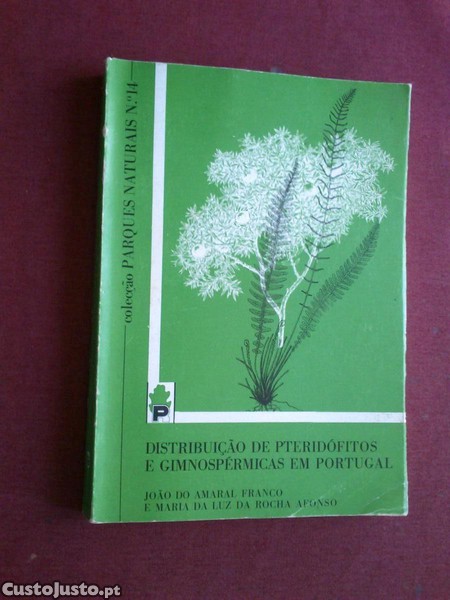 colecção PARQUES NATURAIS N.º 14
P
DISTRIBUIÇÃO DE PTERIDÓFITOS
E GIMNOSPÉRMICAS EM PORTUGAL
JOÃO DO AMARAL FRANCO
E MARIA DA LUZ DA ROCHA AFONSO
© CustoJusto.pt